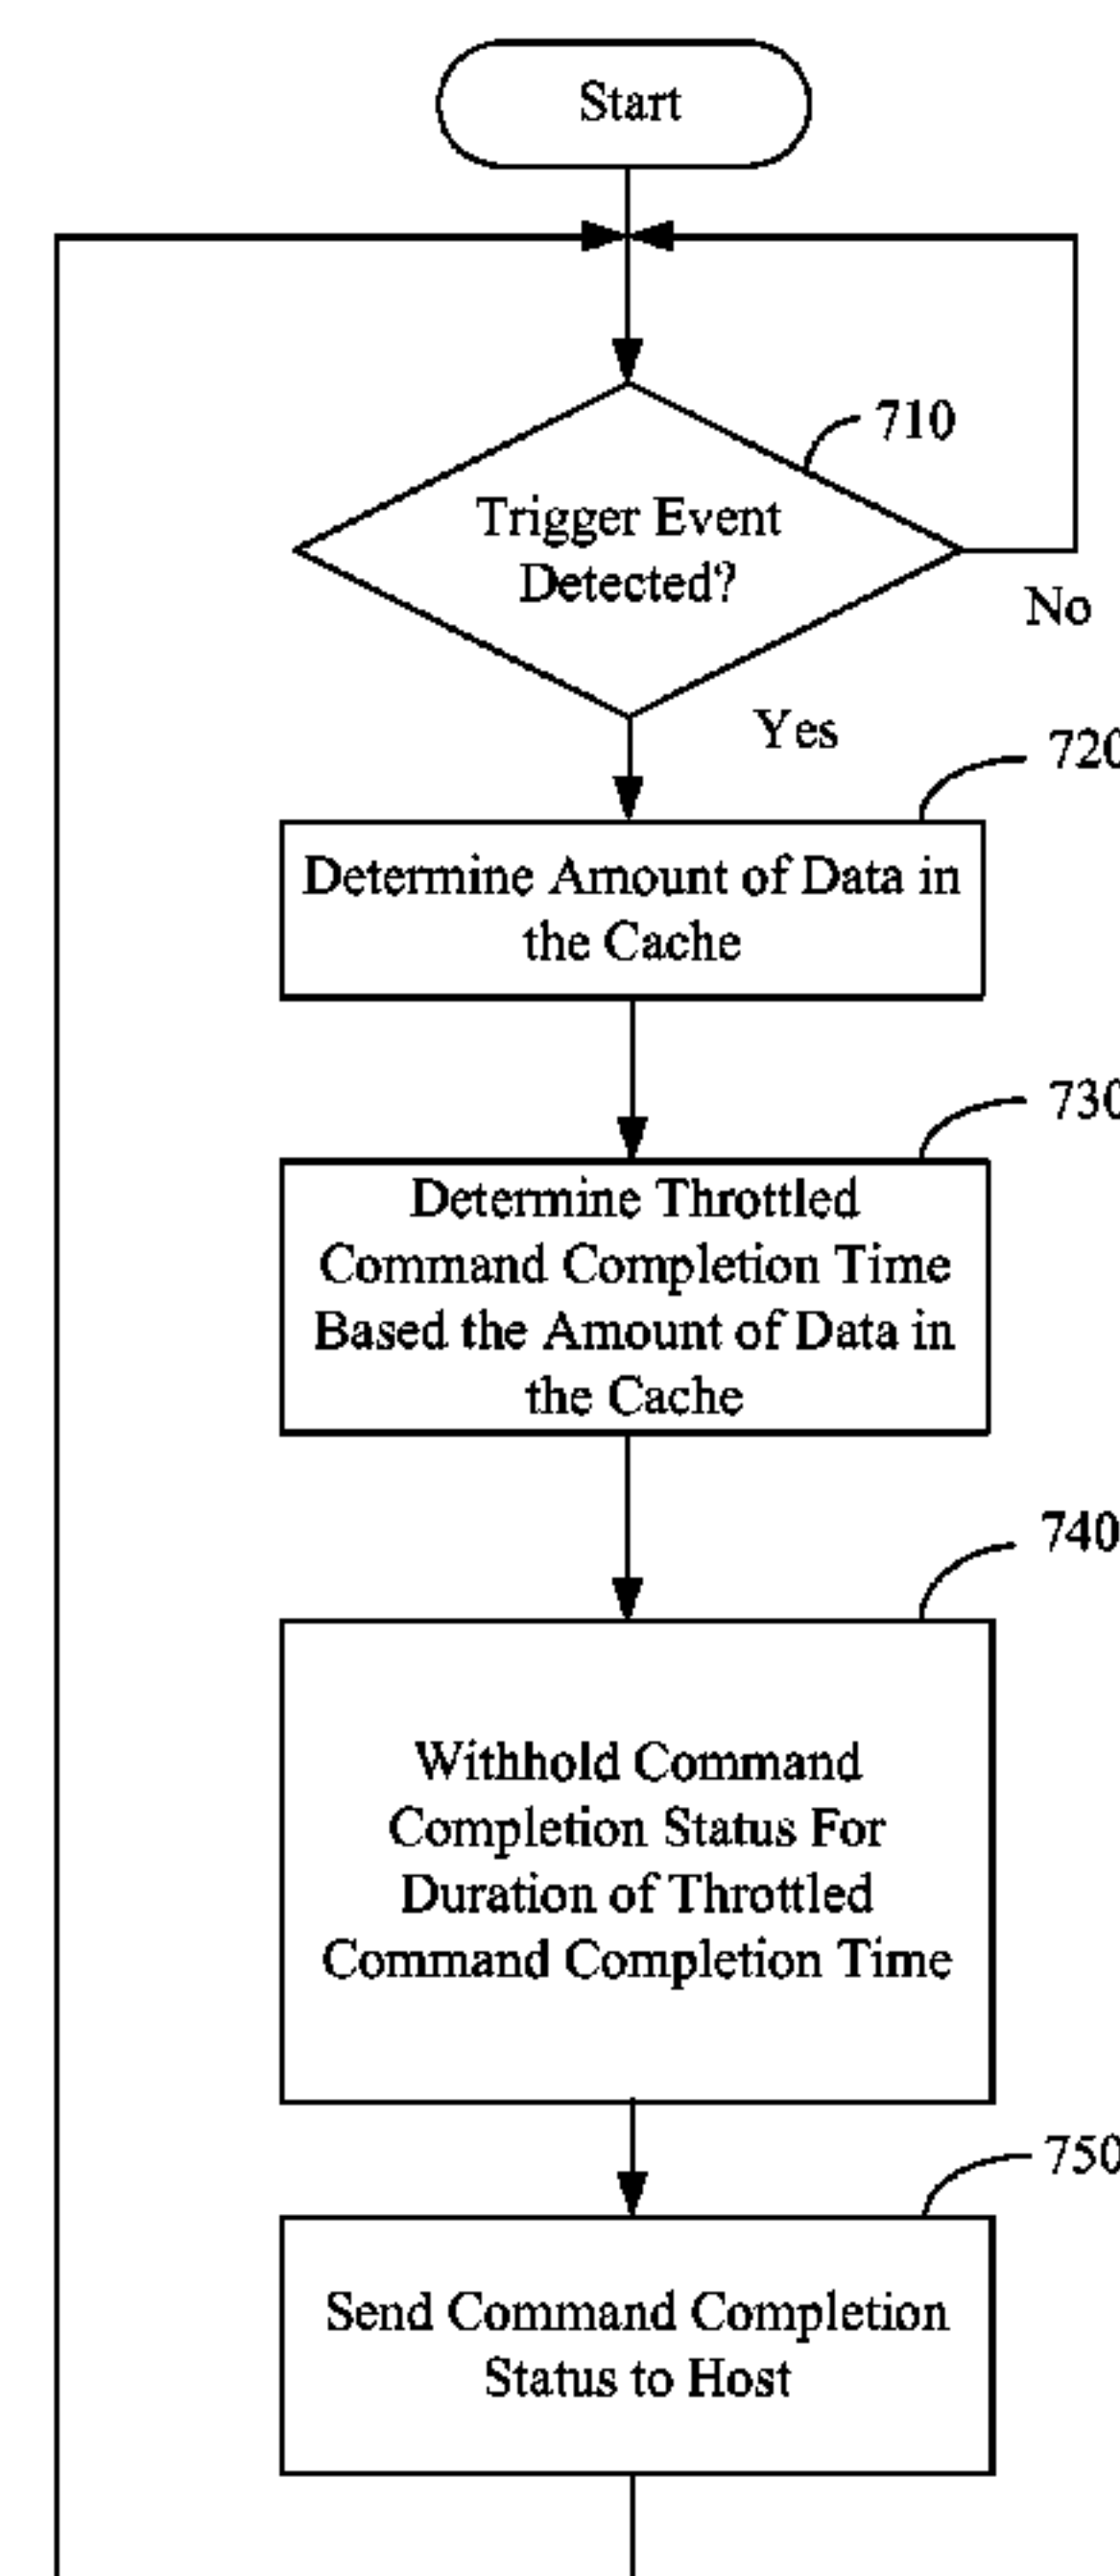 Start
710
Trigger Event
Detected?
No
Yes
720
Determine Amount of Data in
the Cache
730
Determine Throttled
Command Completion Time
Based the Amount of Data in
the Cache
740
Withhold Command
Completion Status For
Duration of Throttled
Command Completion Time
750
Send Command Completion
Status to Host